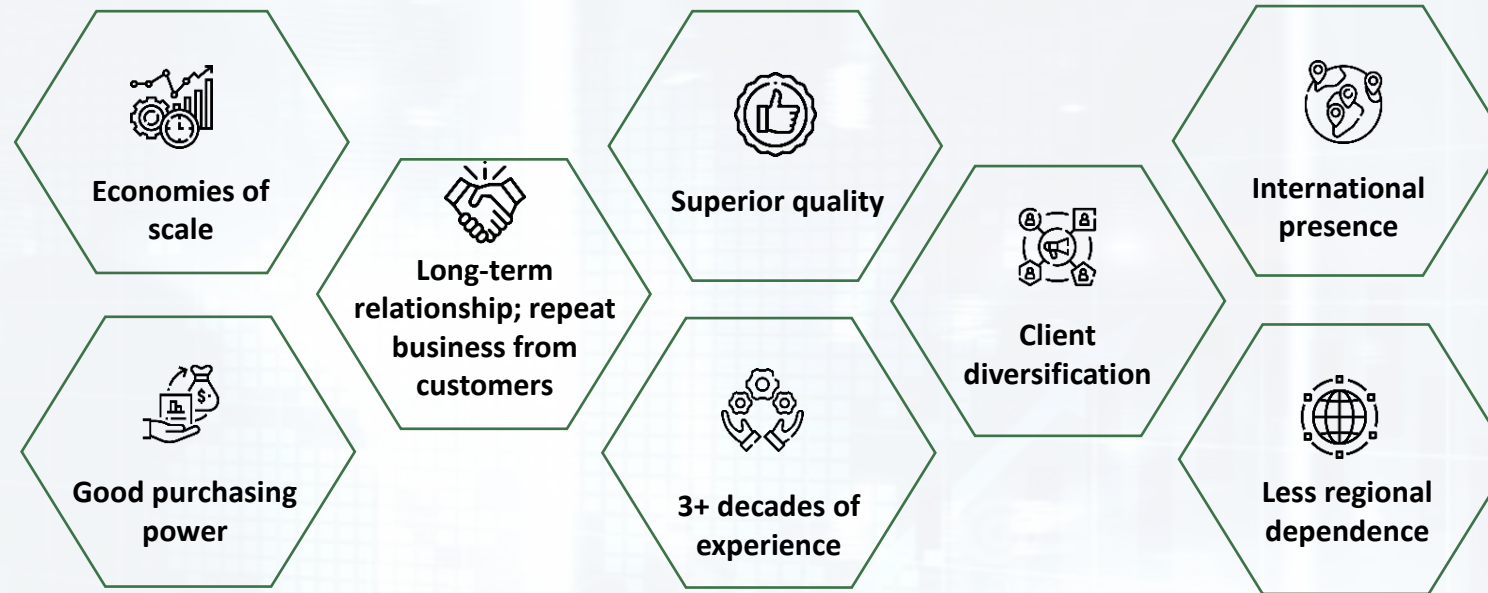 Economies of
scale
Good purchasing
power
Long-term
relationship; repeat
business from
customers
Superior quality
3+ decades of
experience
Client
diversification
International
presence
Less regional
dependence